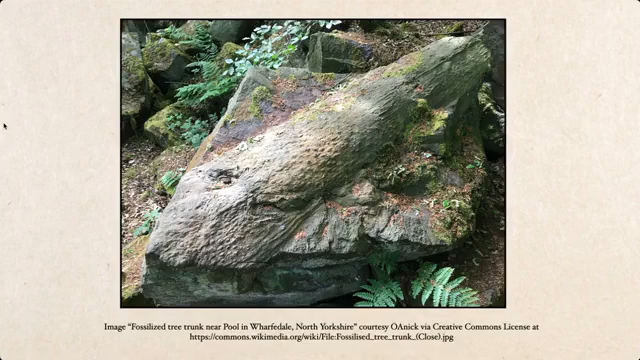 Image “Fossilized tree trunk near Pool in Wharfedale, North Yorkshire” courtesy OAnick via Creative Commons License at
https://commons.wikimedia.org/wiki/File:Fossilised_tree_trunk_(Close).jpg